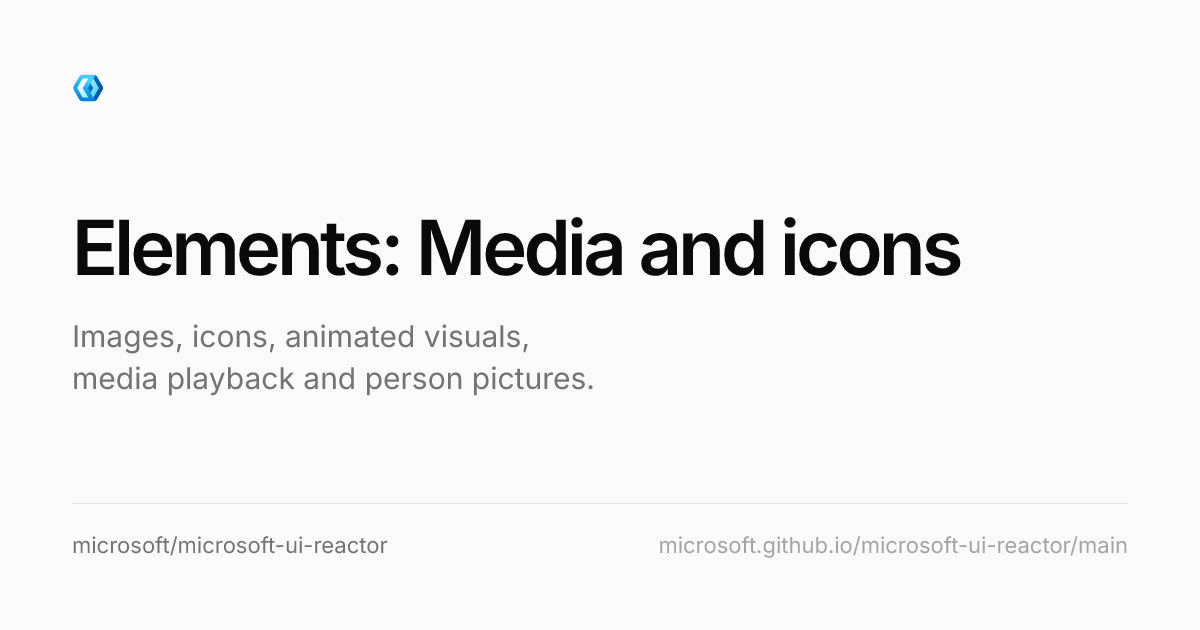 Elements: Media and icons
Images, icons, animated visuals,
media playback and person pictures.
microsoft/microsoft-ui-reactor
microsoft.github.io/microsoft-ui-reactor/main